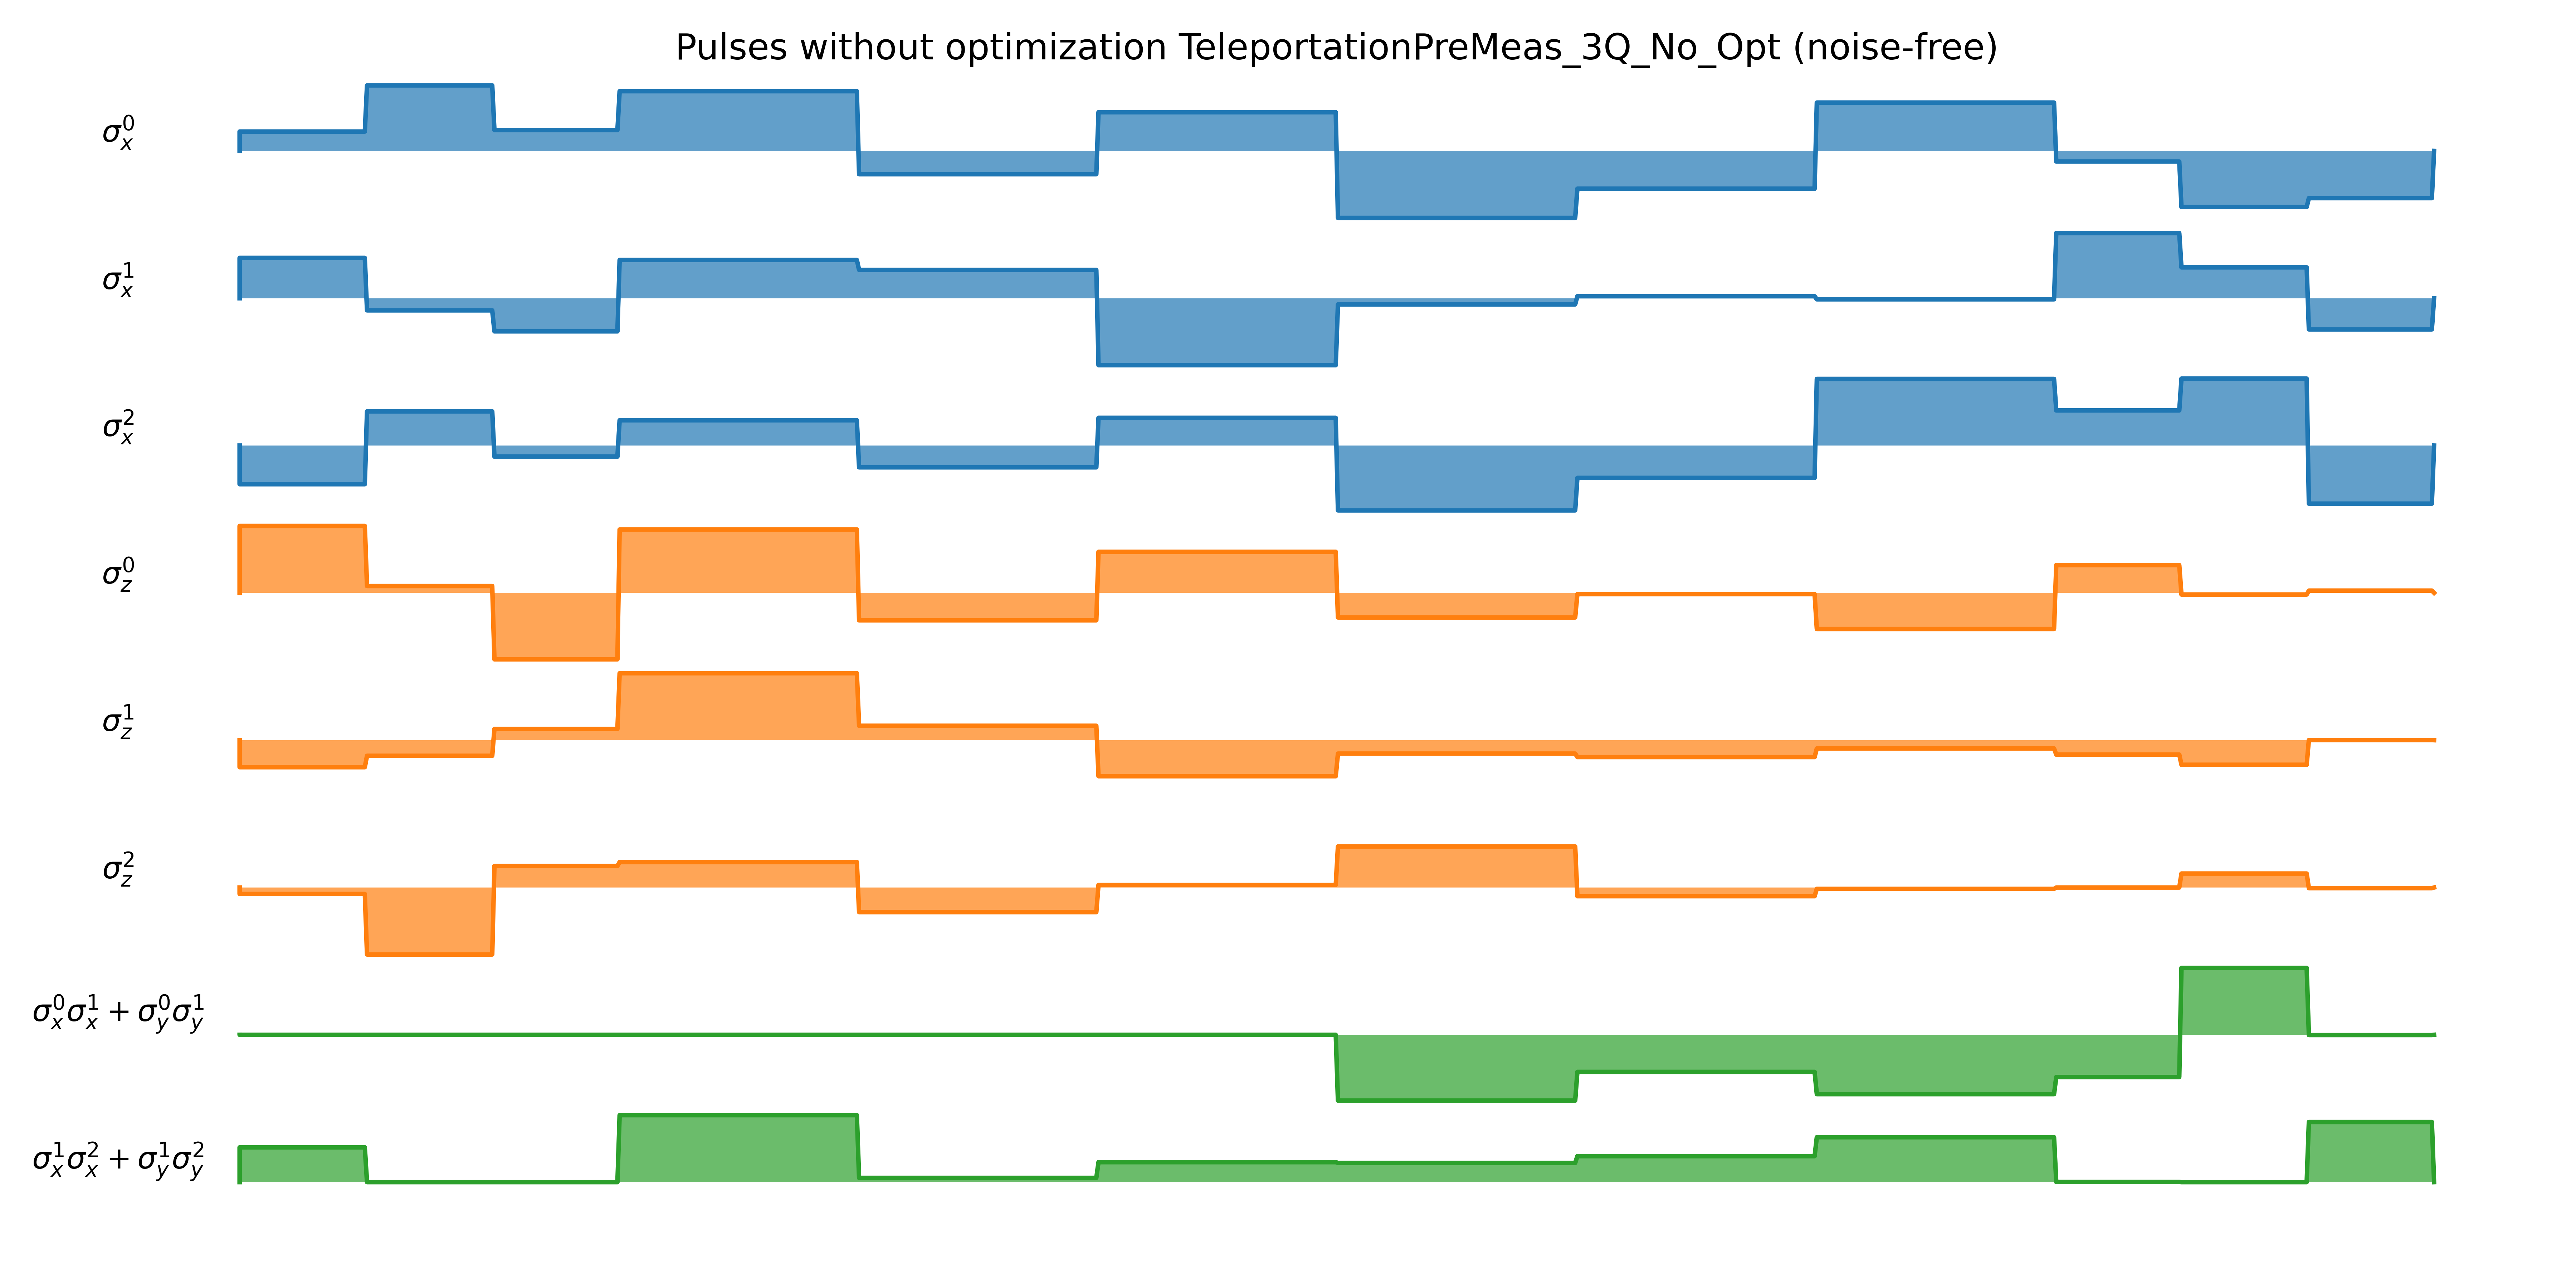 Pulses without optimization TeleportationPreMeas_3Q_No_Opt (noise-free)
σ_x^0
σ_x^1
σ_x^2
σ_z^0
σ_z^1
σ_z^2
σ_x^0σ_x^1 + σ_y^0σ_y^1
σ_x^1σ_x^2 + σ_y^1σ_y^2